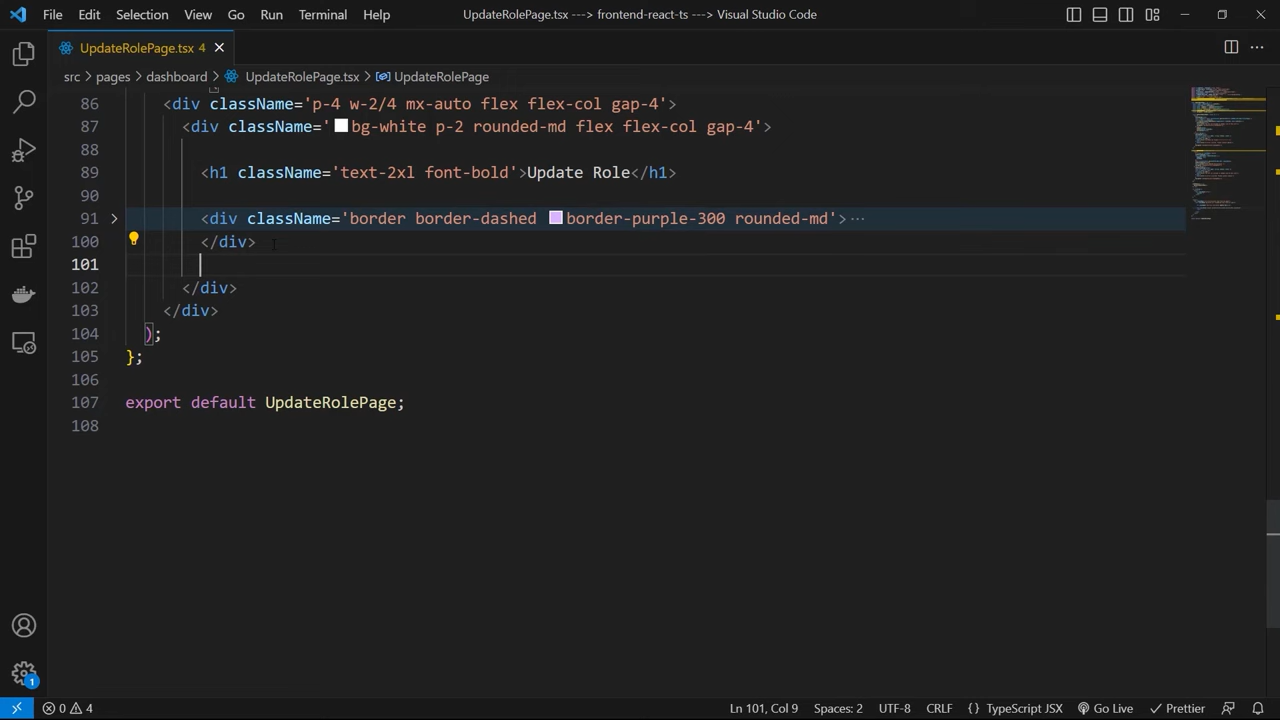 File Edit Selection View Go Run Terminal Help UpdateRolePage.tsx ---> frontend-react-ts - Visual Studio Code
UpdateRolePage.tsx 4
src > pages > dashboard > UpdateRolePage.tsx > UpdateRolePage
86 <div className='p-4 w-2/4 mx-auto flex flex-col gap-4'>
87 <div className='bg-white p-2 rounded-md flex flex-col gap-4'>
88
89 <h1 className='text-2xl font-bold'>Update Role</h1>
90
91 <div className='border border-dashed border-purple-300 rounded-md'>···
100 </div>
101
102 </div>
103 </div>
104 );
105 };
106
107 export default UpdateRolePage;
108
1
0 4 Ln 101, Col 9 Spaces: 2 UTF-8 CRLF {} TypeScript JSX Go Live Prettier